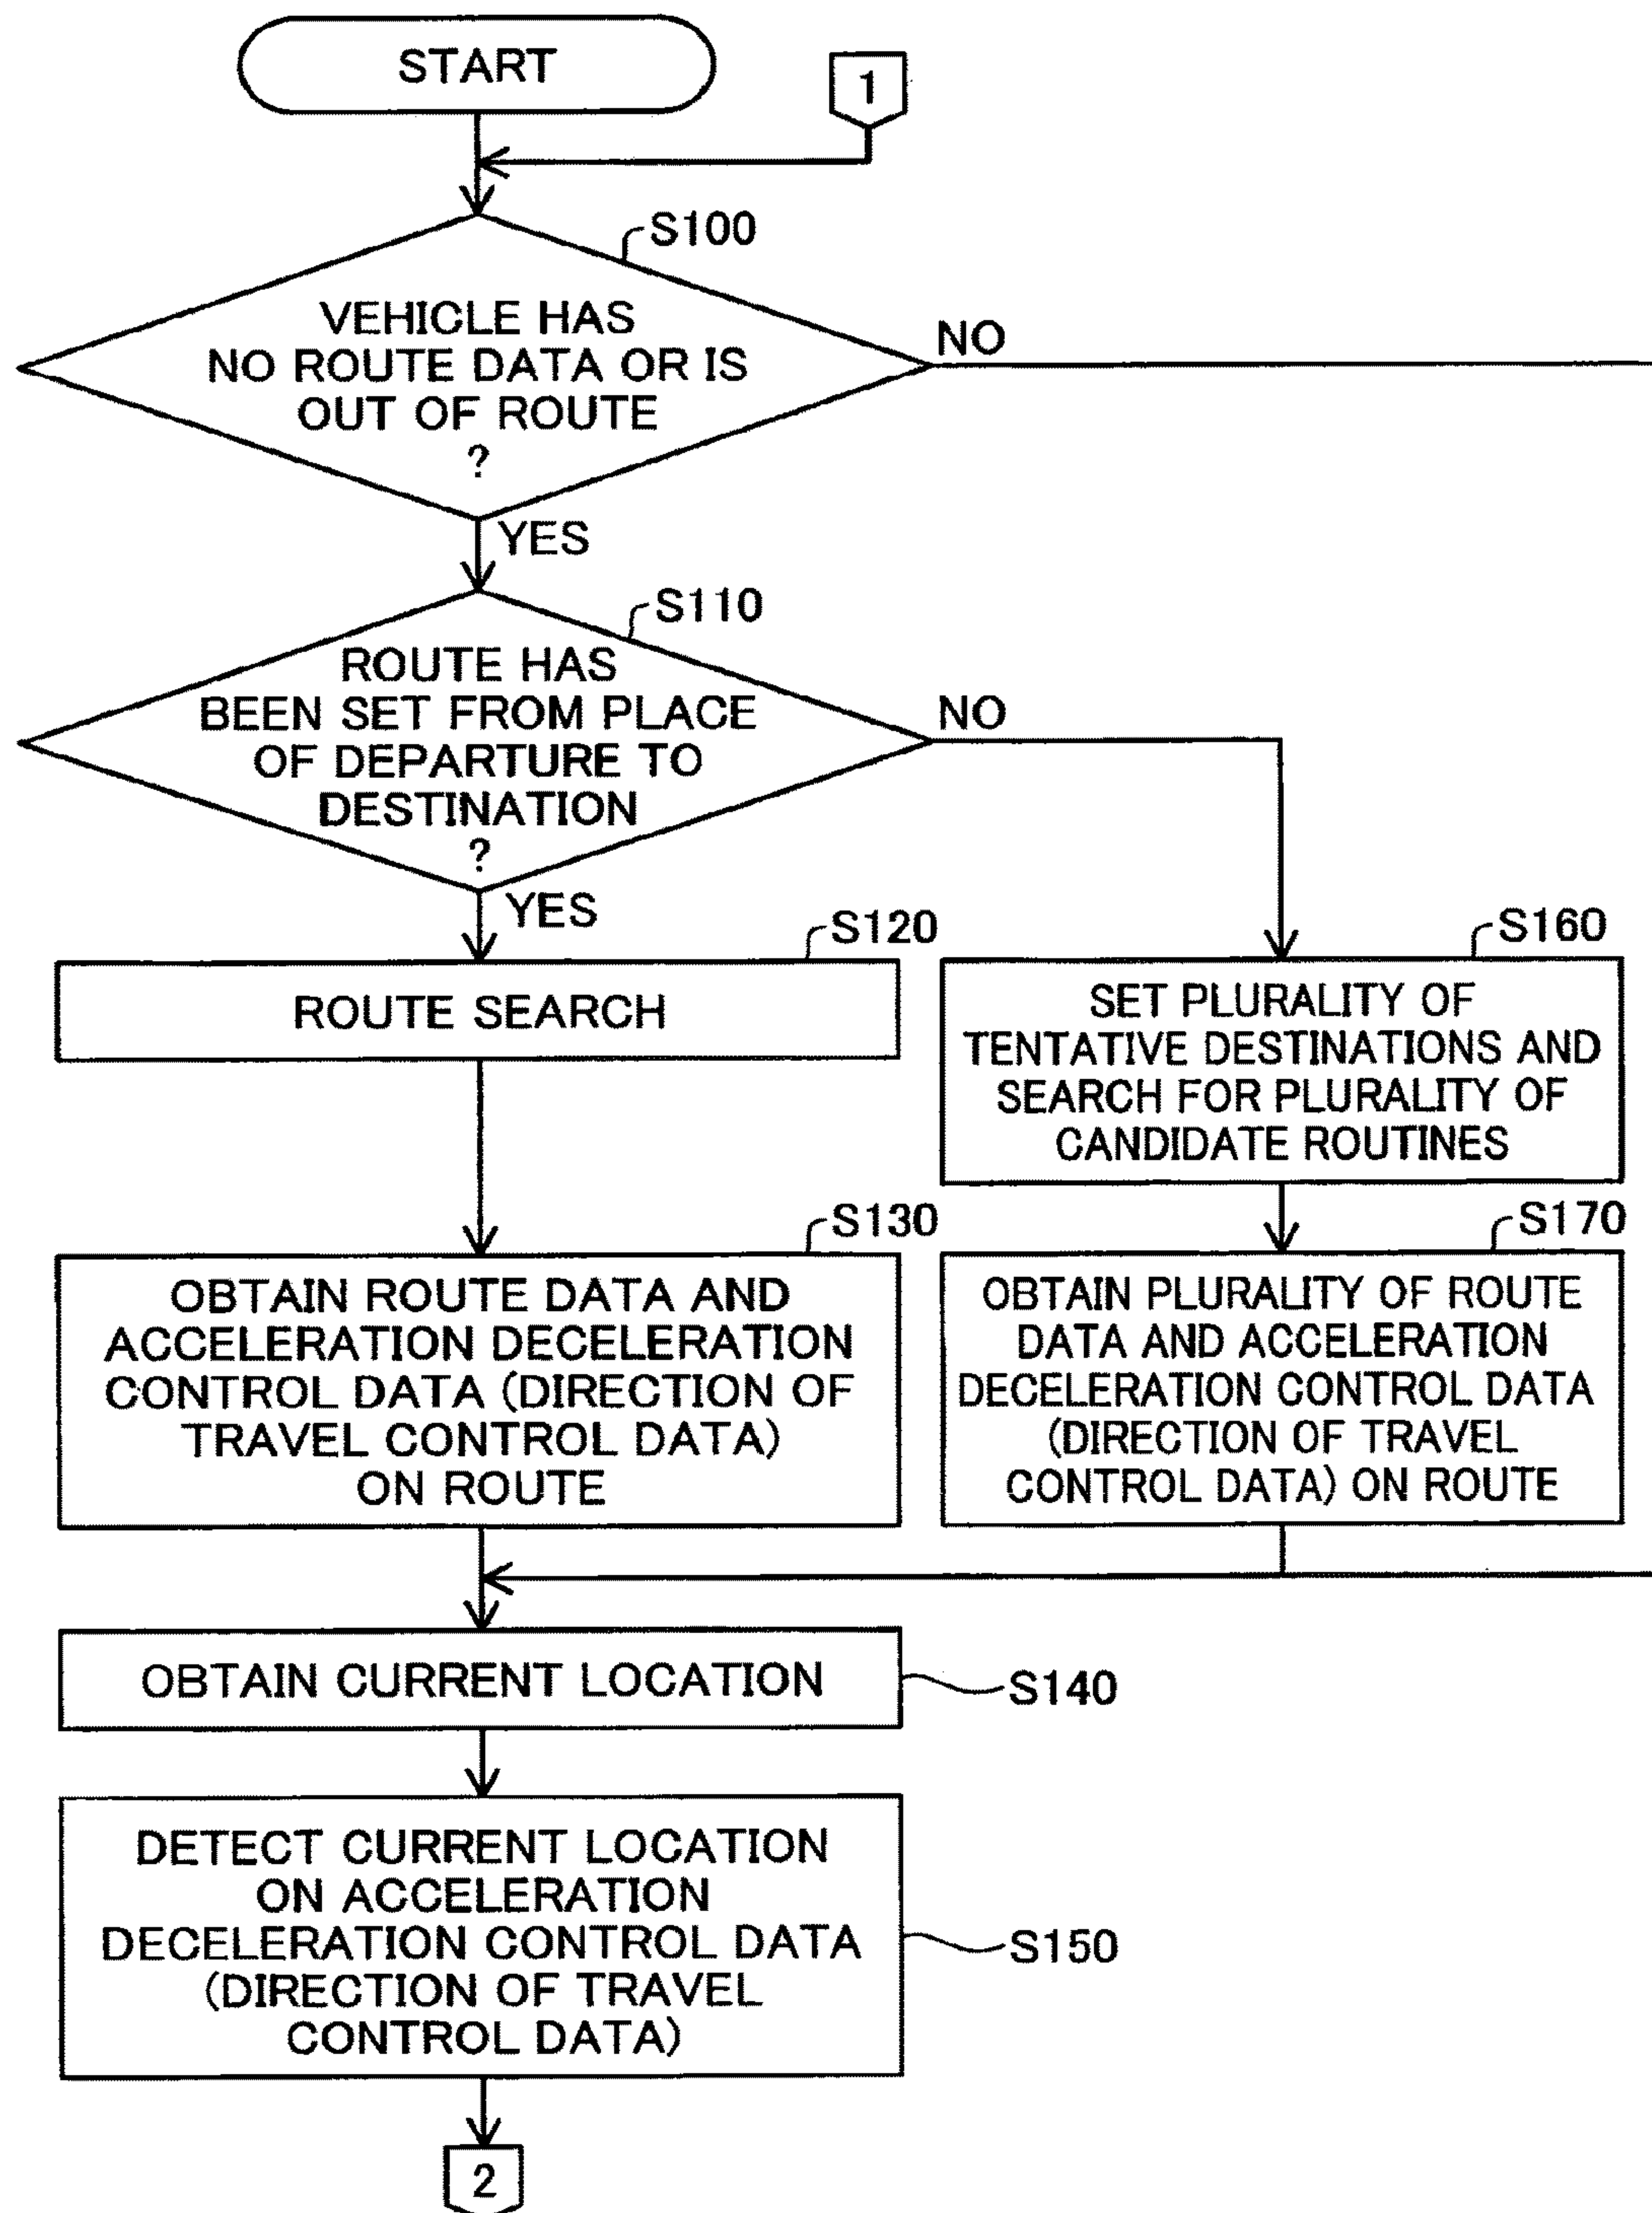 START
1
S100
VEHICLE HAS
NO ROUTE DATA OR IS
OUT OF ROUTE
?
NO
YES
S110
ROUTE HAS
BEEN SET FROM PLACE
OF DEPARTURE TO
DESTINATION
?
NO
YES
S120
ROUTE SEARCH
S160
SET PLURALITY OF
TENTATIVE DESTINATIONS AND
SEARCH FOR PLURALITY OF
CANDIDATE ROUTINES
S130
OBTAIN ROUTE DATA AND
ACCELERATION DECELERATION
CONTROL DATA (DIRECTION OF
TRAVEL CONTROL DATA)
ON ROUTE
S170
OBTAIN PLURALITY OF ROUTE
DATA AND ACCELERATION
DECELERATION CONTROL DATA
(DIRECTION OF TRAVEL
CONTROL DATA) ON ROUTE
OBTAIN CURRENT LOCATION
S140
DETECT CURRENT LOCATION
ON ACCELERATION
DECELERATION CONTROL DATA
(DIRECTION OF TRAVEL
CONTROL DATA)
S150
2